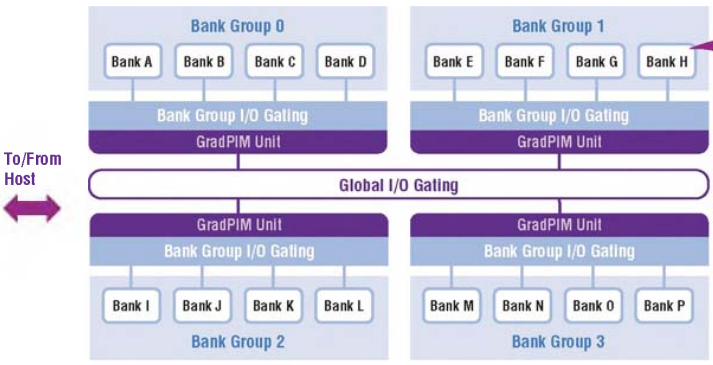 Bank Group 0
Bank A
Bank B
Bank C
Bank D
Bank Group I/O Gating
GradPIM Unit
Bank Group 1
Bank E
Bank F
Bank G
Bank H
Bank Group I/O Gating
GradPIM Unit
To/From
Host
Global I/O Gating
GradPIM Unit
Bank Group I/O Gating
Bank I
Bank J
Bank K
Bank L
Bank Group 2
GradPIM Unit
Bank Group I/O Gating
Bank M
Bank N
Bank O
Bank P
Bank Group 3